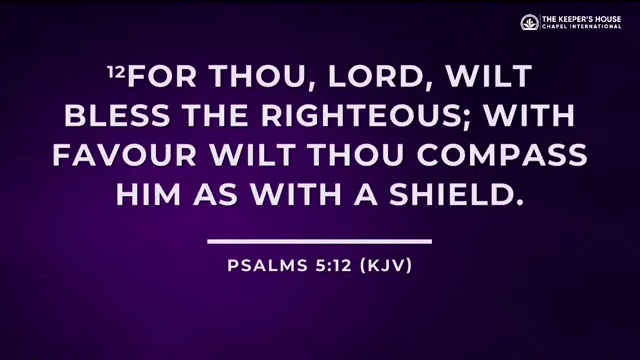 THE KEEPER'S HOUSE
CHAPEL INTERNATIONAL
¹²FOR THOU, LORD, WILT
BLESS THE RIGHTEOUS; WITH
FAVOUR WILT THOU COMPASS
HIM AS WITH A SHIELD.
PSALMS 5:12 (KJV)